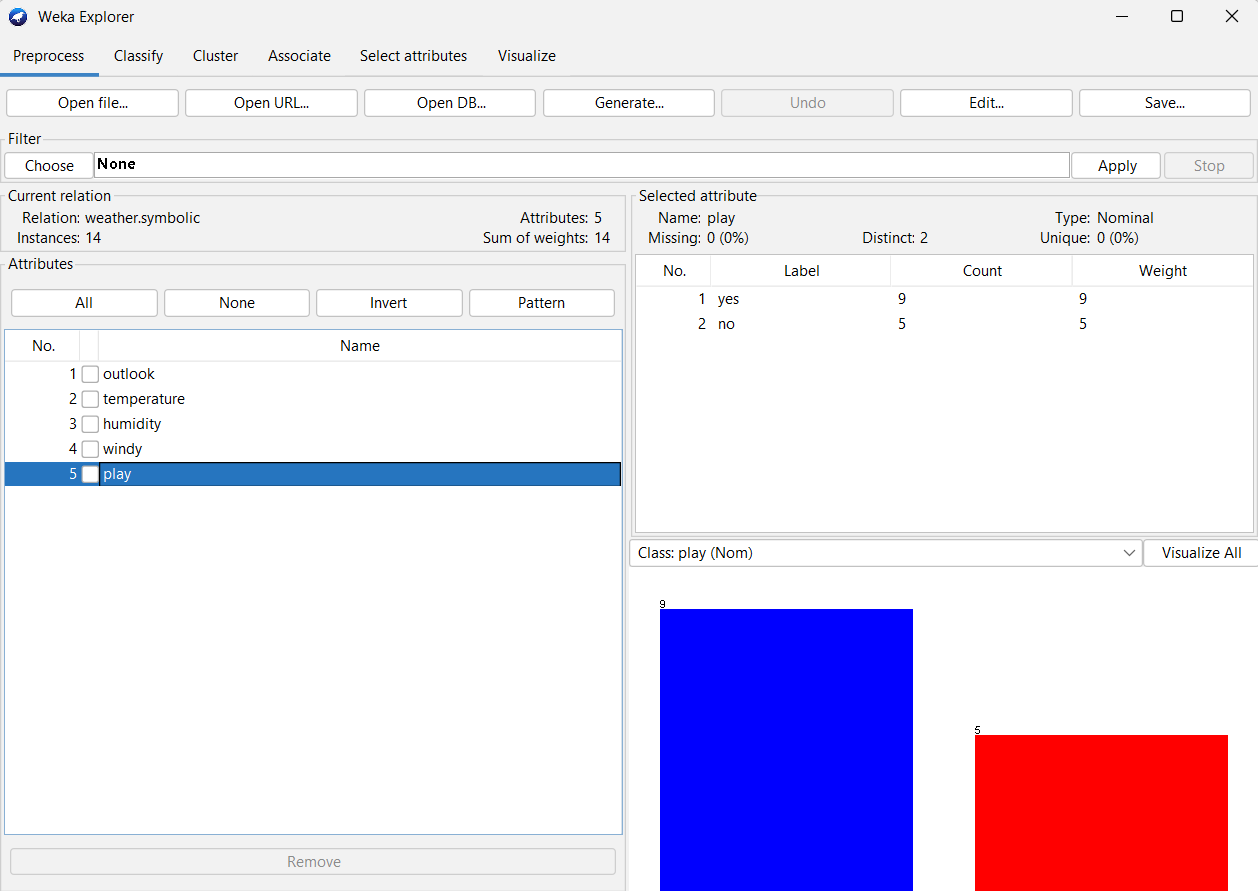 Weka Explorer
Preprocess Classify Cluster Associate Select attributes Visualize
Open file... Open URL... Open DB... Generate... Undo Edit... Save...
Filter
Choose None Apply Stop
Current relation
Relation: weather.symbolic Attributes: 5
Instances: 14 Sum of weights: 14
Attributes
All None Invert Pattern
No. Name
1 outlook
2 temperature
3 humidity
4 windy
5 play
Remove
Selected attribute
Name: play Type: Nominal
Missing: 0 (0%) Distinct: 2 Unique: 0 (0%)
No. Label Count Weight
1 yes 9 9
2 no 5 5
Class: play (Nom) Visualize All
9
5